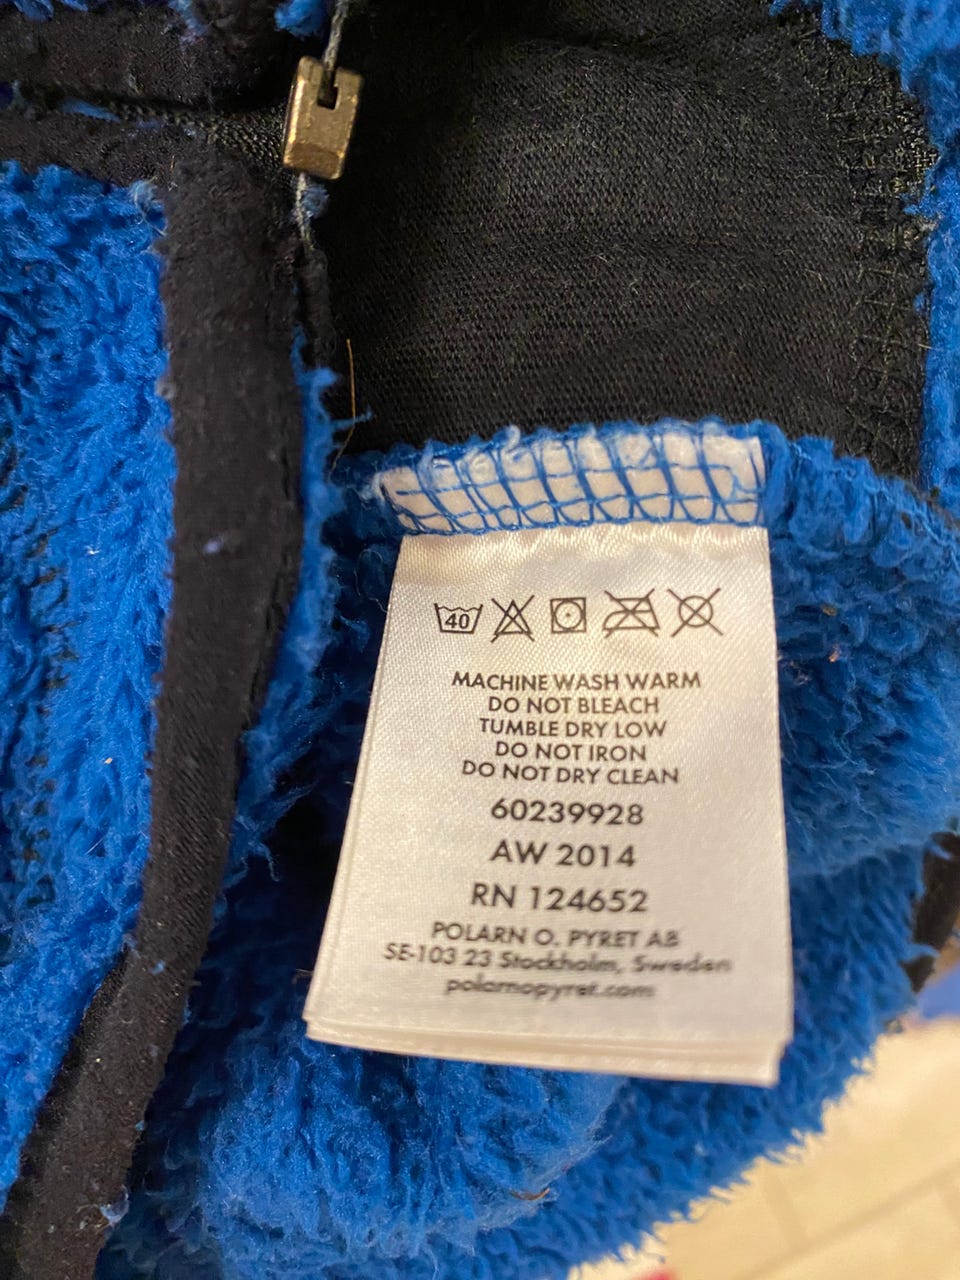 40
MACHINE WASH WARM
DO NOT BLEACH
TUMBLE DRY LOW
DO NOT IRON
DO NOT DRY CLEAN
60239928
AW 2014
RN 124652
POLARN O. PYRET AB
SE-103 23 Stockholm, Sweden
polarnopyret.com